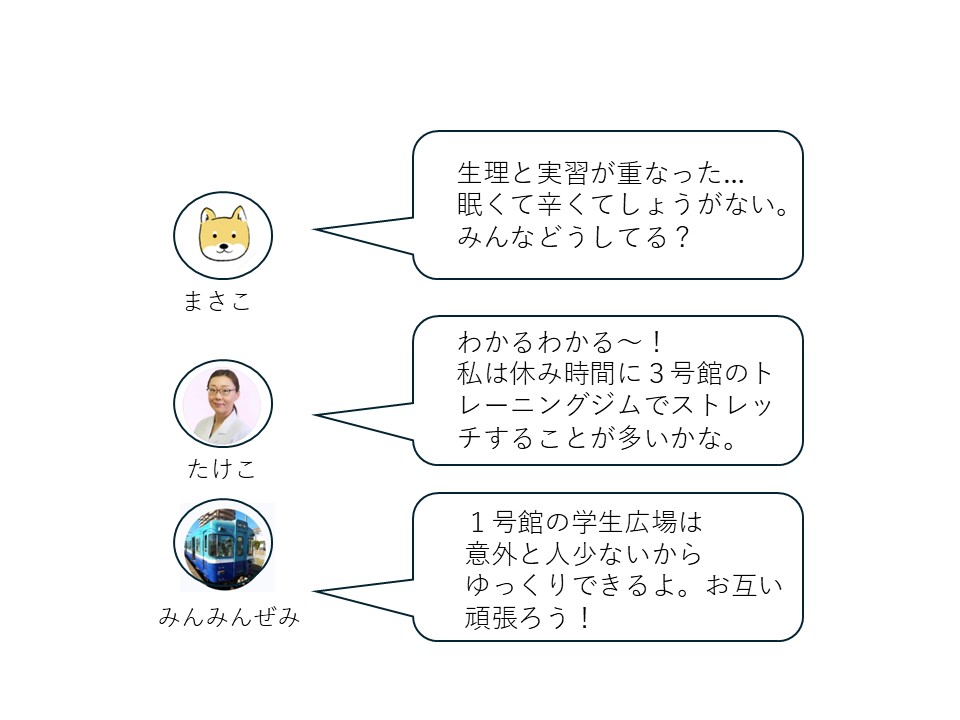 生理と実習が重なった…
眠くて辛くてしょうがない。
みんなどうしてる？
まさこ
わかるわかる～！
私は休み時間に３号館のト
レーニングジムでストレッ
チすることが多いかな。
たけこ
１号館の学生広場は
意外と人少ないから
ゆっくりできるよ。お互い
頑張ろう！
みんみんぜみ